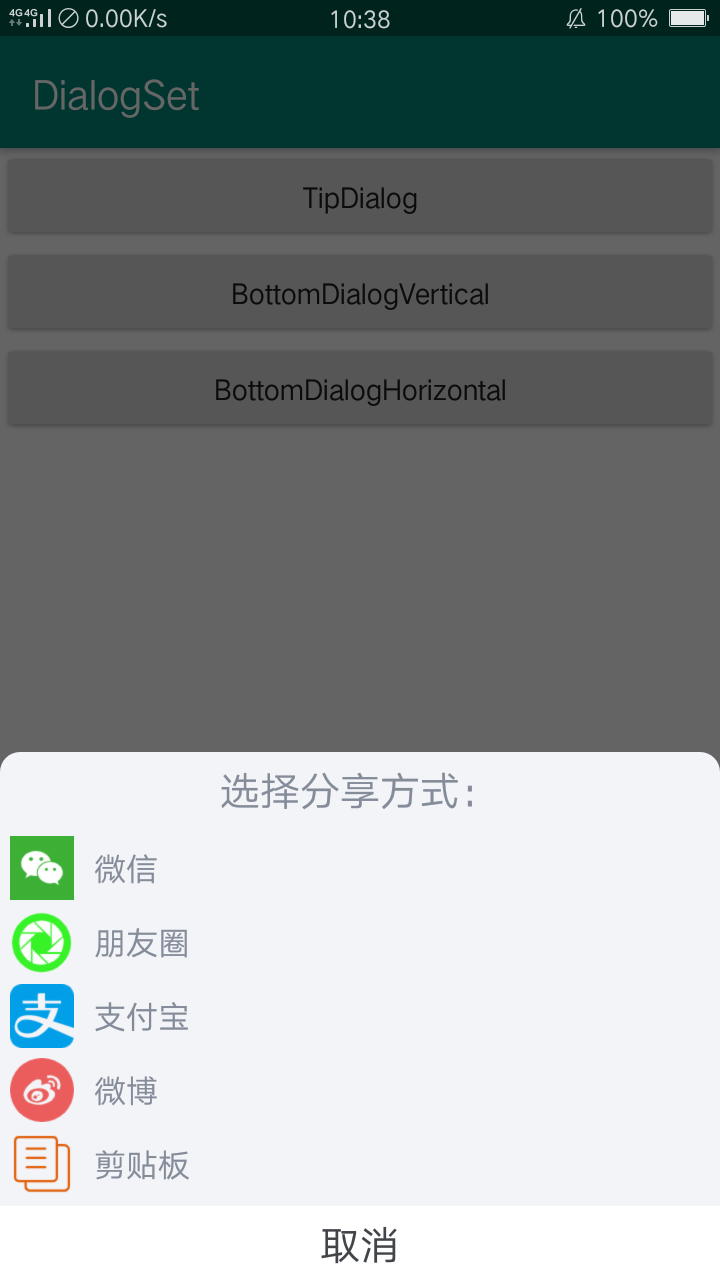 4G 4G 0.00K/s 10:38 100%
DialogSet
TipDialog
BottomDialogVertical
BottomDialogHorizontal
选择分享方式:
微信
朋友圈
支 支付宝
微博
剪贴板
取消